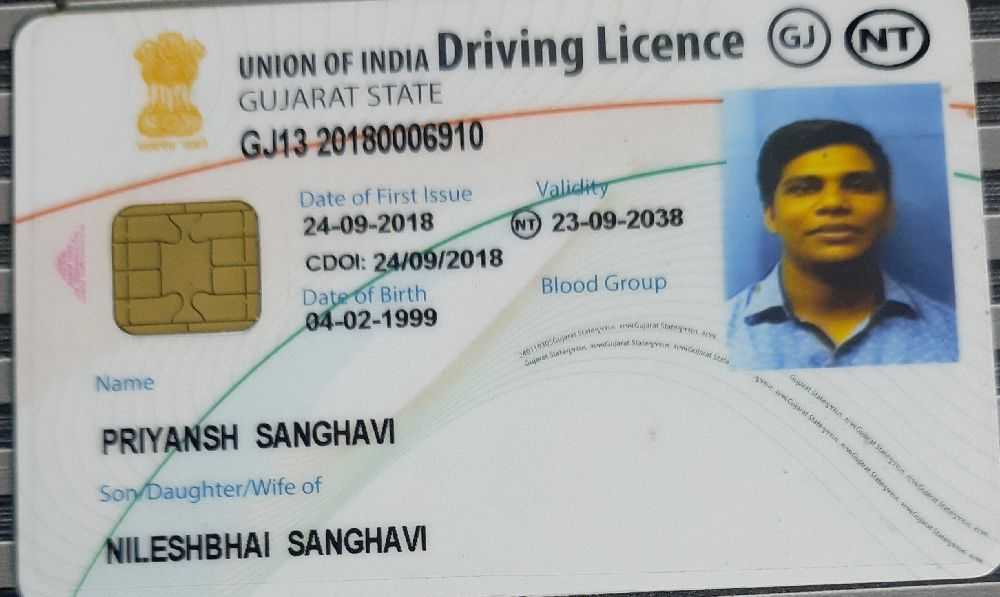 UNION OF INDIA Driving Licence GJ NT
GUJARAT STATE
GJ13 20180006910
Date of First Issue Validity
24-09-2018 NT 23-09-2038
CDOI: 24/09/2018
Date of Birth Blood Group
04-02-1999
Name
PRIYANSH SANGHAVI
Son/Daughter/Wife of
NILESHBHAI SANGHAVI